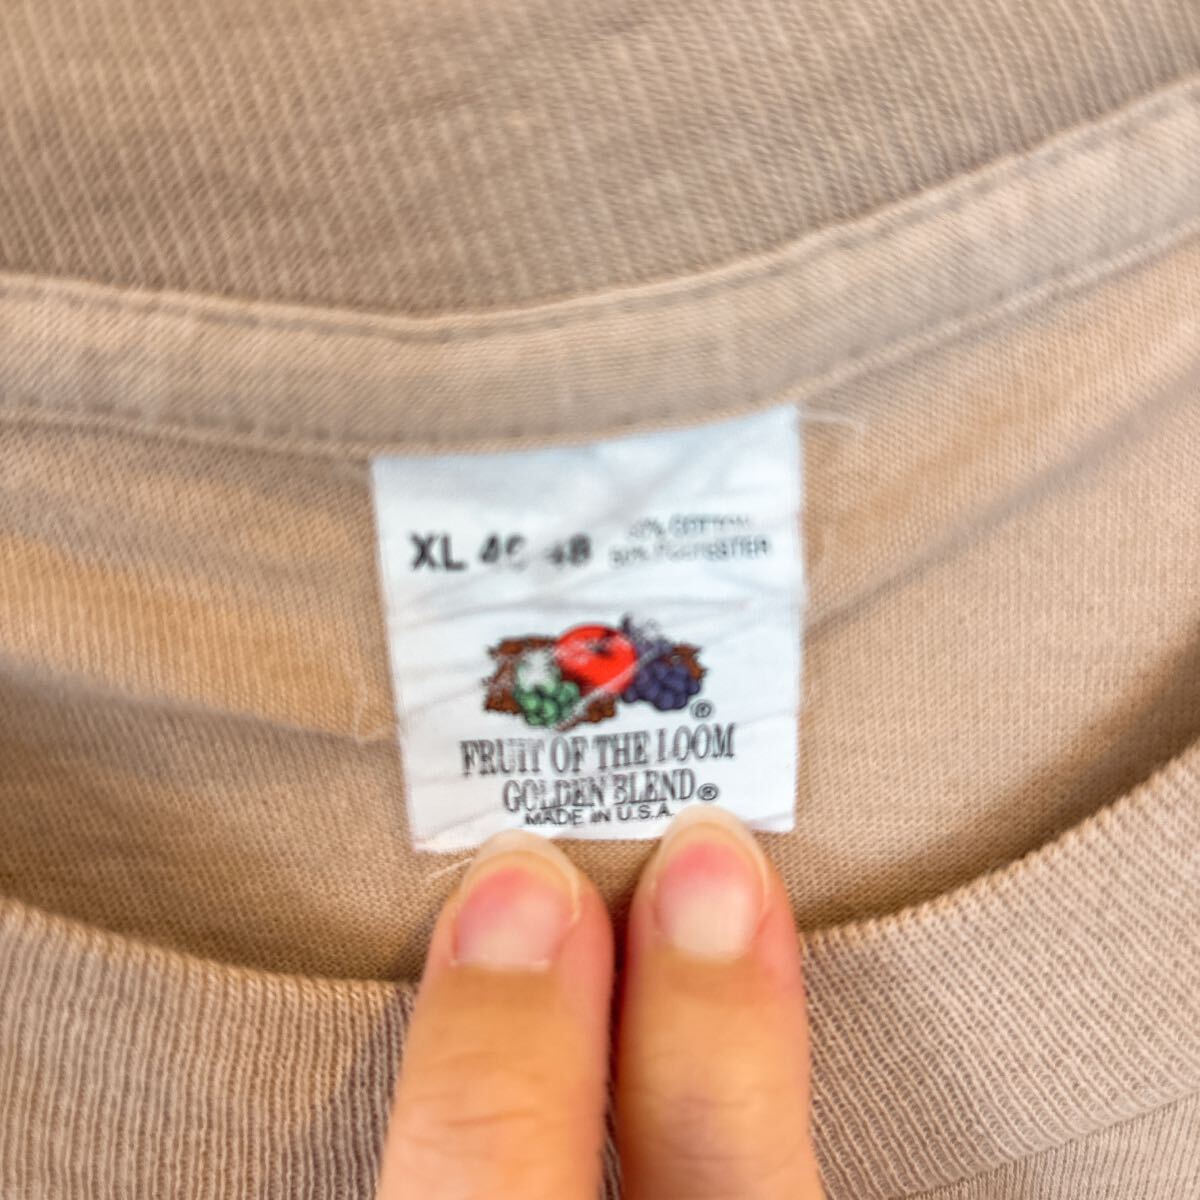 XL 46-48
50% COTTON
50% POLYESTER
®
FRUIT OF THE LOOM
GOLDEN BLEND®
MADE IN U.S.A.